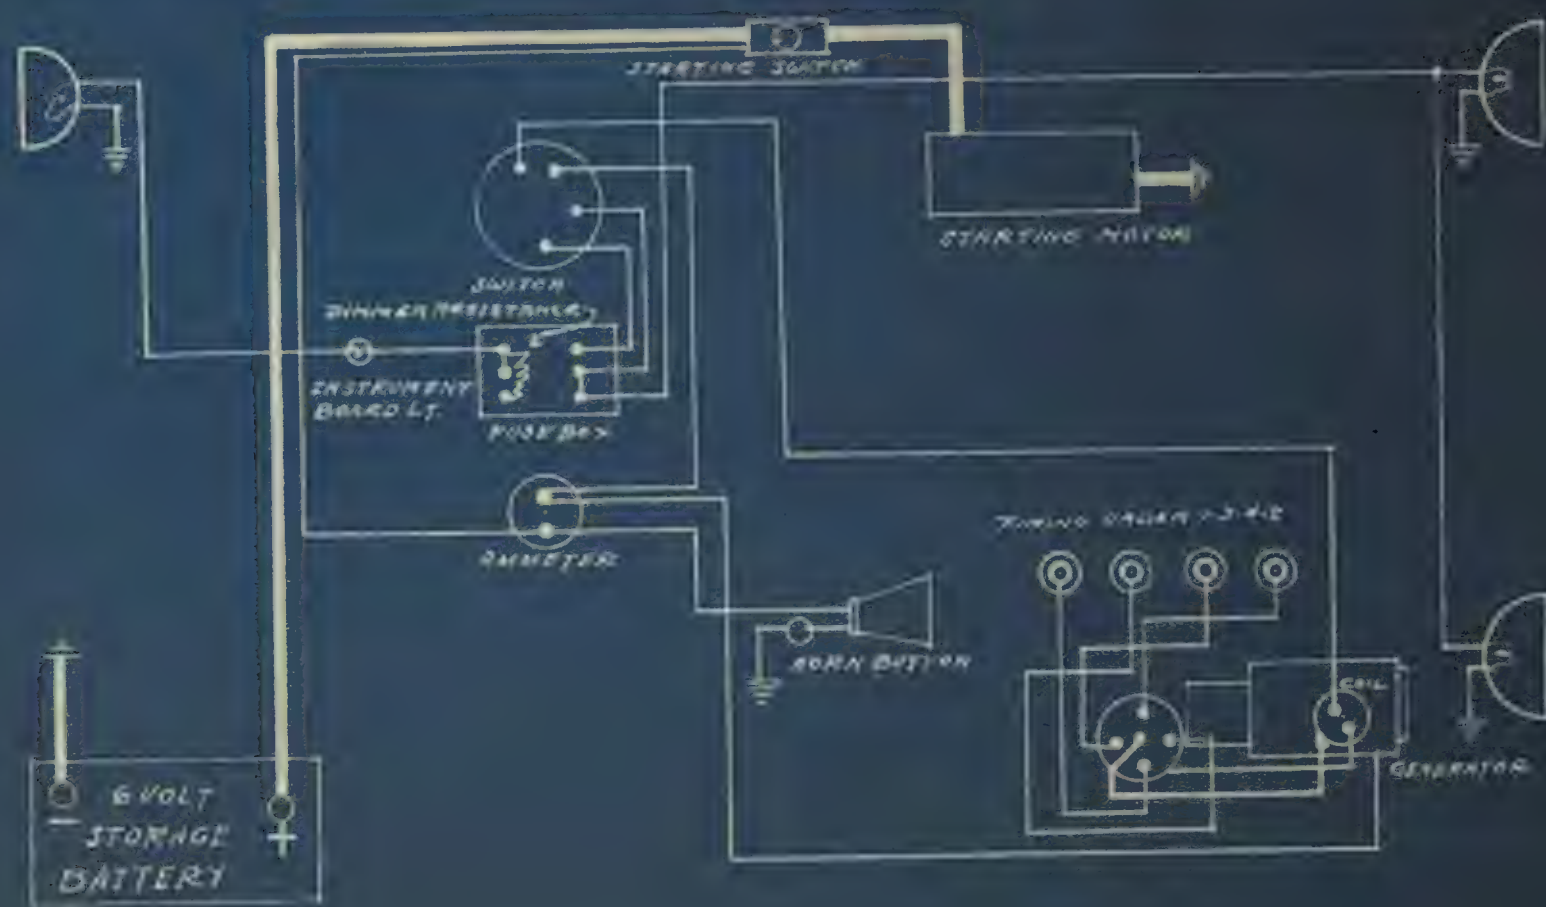 STARTING SWITCH
STARTING MOTOR
SWITCH
DIMMER RESISTANCE
INSTRUMENT
BOARD LT.
FUSE BOX
AMMETER
HORN BUTTON
COIL
GENERATOR
6 VOLT
STORAGE
BATTERY
- +